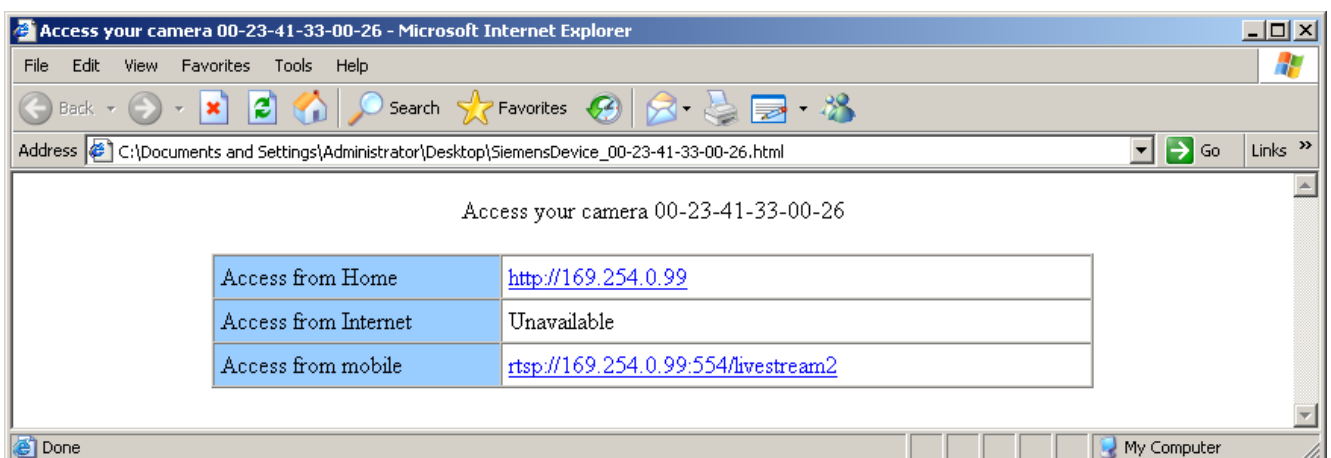 Access your camera 00-23-41-33-00-26 - Microsoft Internet Explorer
File Edit View Favorites Tools Help
Back Search Favorites
Address C:\Documents and Settings\Administrator\Desktop\SiemensDevice_00-23-41-33-00-26.html Go Links »
Access your camera 00-23-41-33-00-26
Access from Home http://169.254.0.99
Access from Internet Unavailable
Access from mobile rtsp://169.254.0.99:554/livestream2
Done My Computer